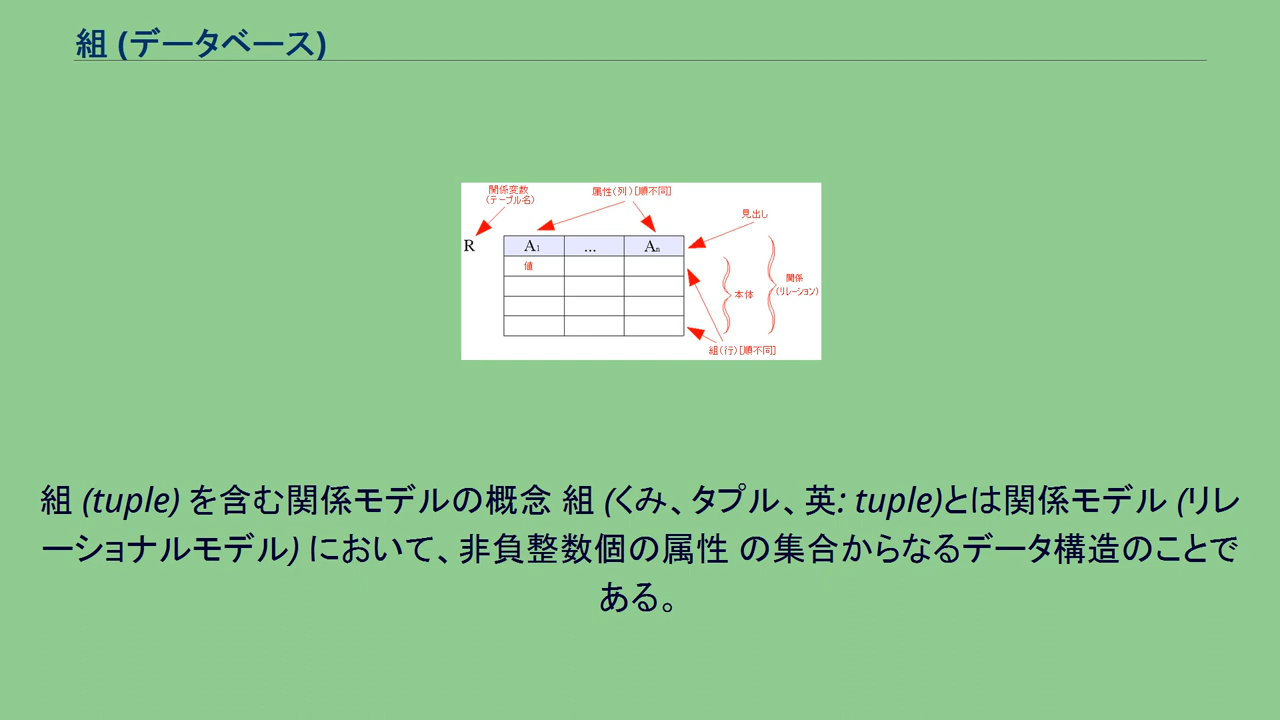 組 (データベース)
関係変数
(テーブル名)
属性(列)[順不同]
見出し
R
A1
...
An
値
本体
関係
(リレーション)
組(行)[順不同]
組 (tuple) を含む関係モデルの概念 組 (くみ、タプル、英: tuple)とは関係モデル (リレ
ーショナルモデル) において、非負整数個の属性 の集合からなるデータ構造のことで
ある。